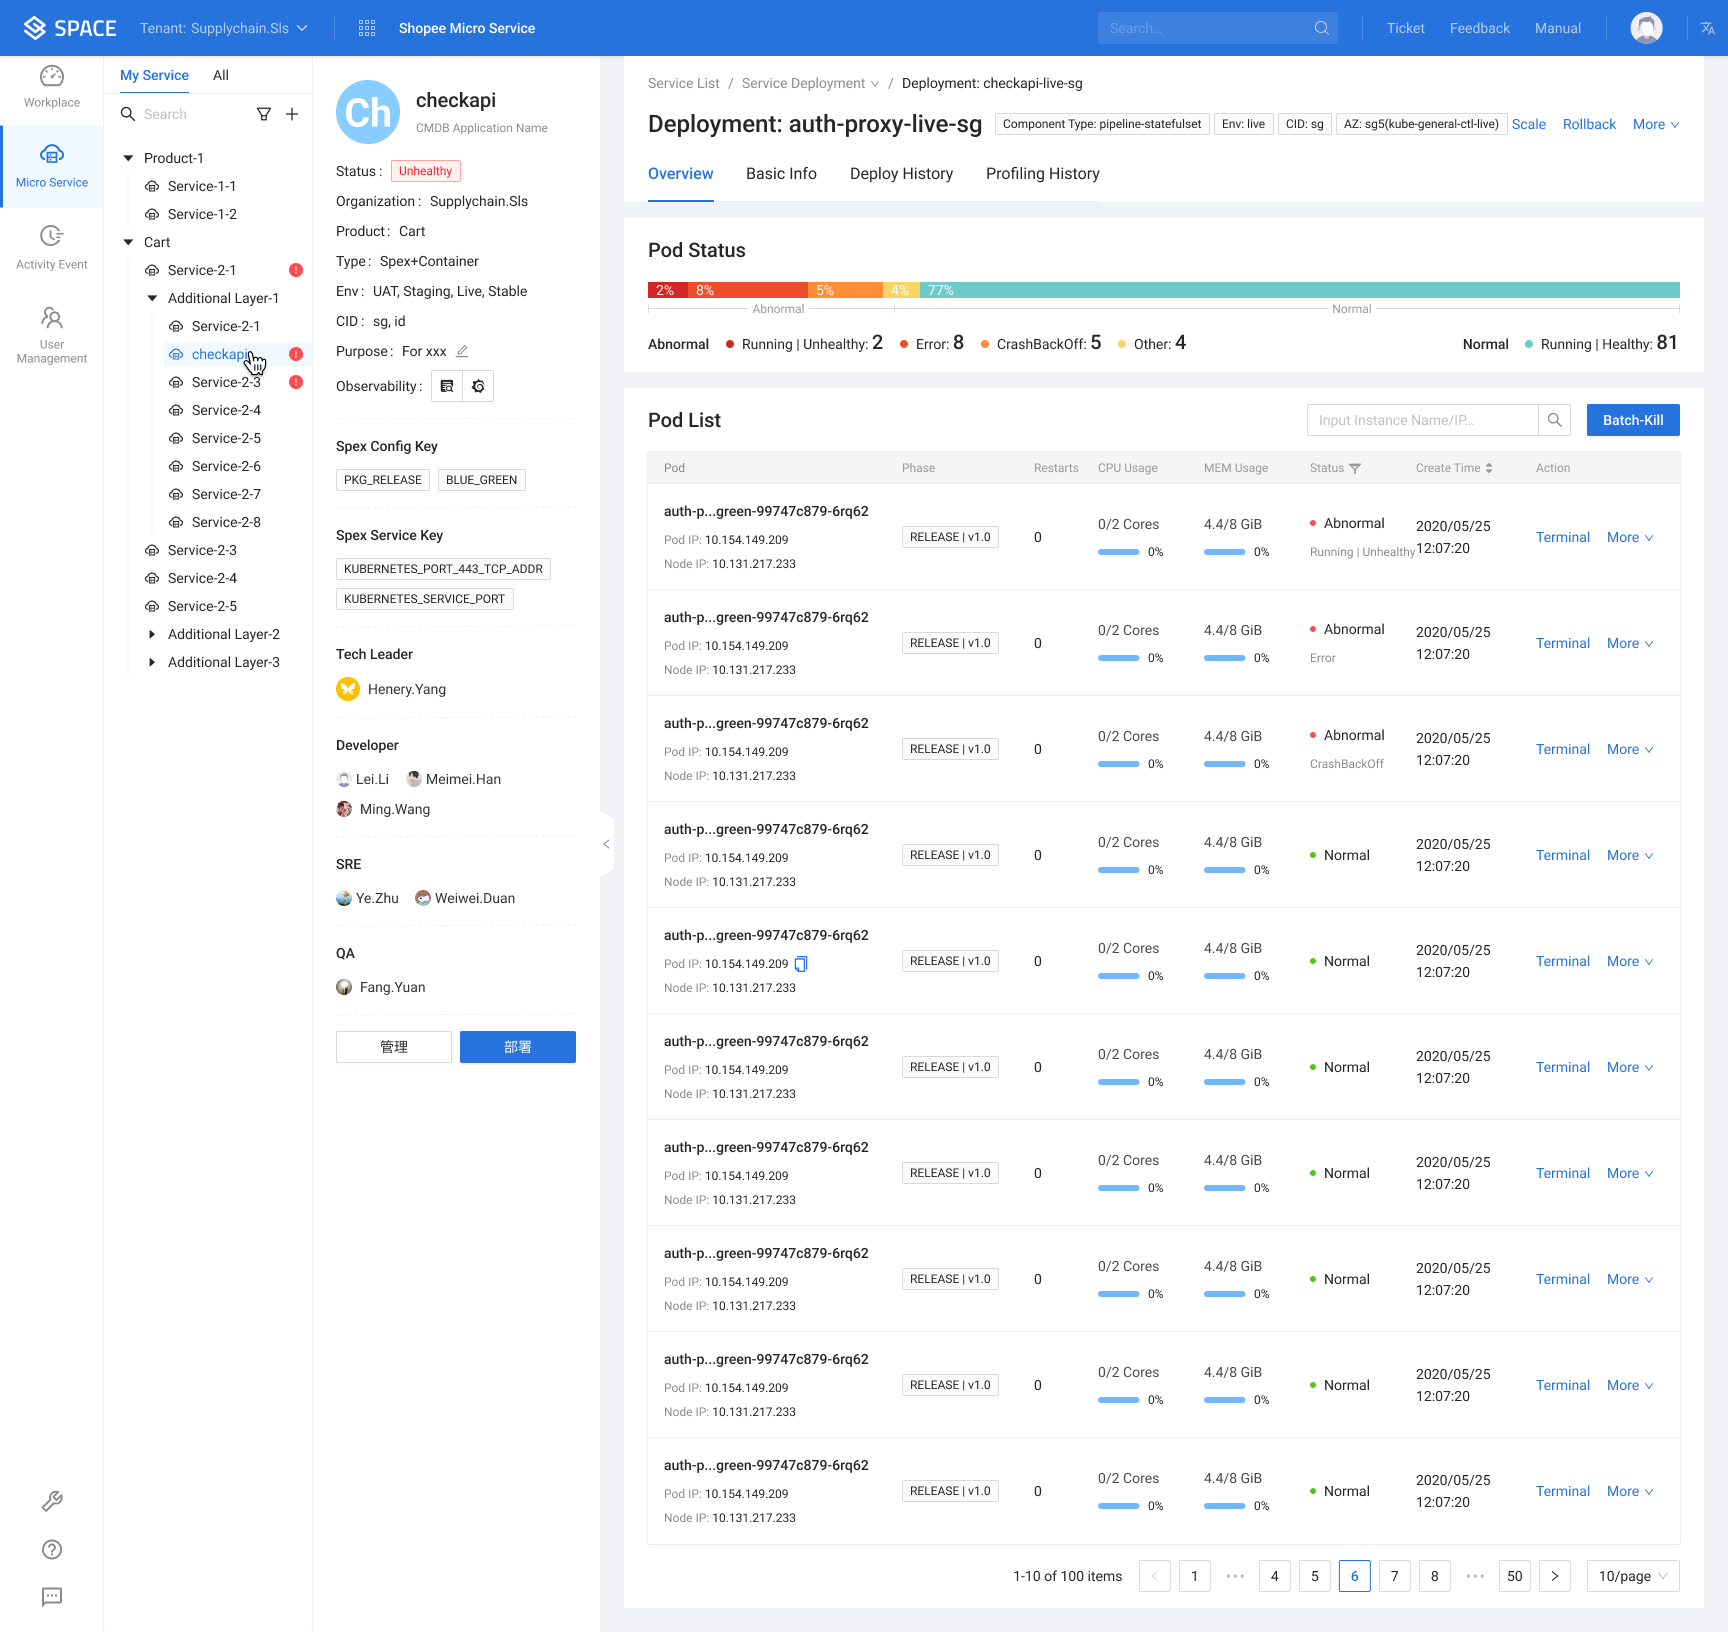 SPACE
Tenant: Supplychain.Sls
Shopee Micro Service
Search...
Ticket
Feedback
Manual
Workplace
Micro Service
Activity Event
User
Management
My Service
All
Search
Product-1
Service-1-1
Service-1-2
Cart
Service-2-1
Additional Layer-1
Service-2-1
checkapi
Service-2-3
Service-2-4
Service-2-5
Service-2-6
Service-2-7
Service-2-8
Service-2-3
Service-2-4
Service-2-5
Additional Layer-2
Additional Layer-3
Ch
checkapi
CMDB Application Name
Status : Unhealthy
Organization : Supplychain.Sls
Product : Cart
Type : Spex+Container
Env : UAT, Staging, Live, Stable
CID : sg, id
Purpose : For xxx
Observability :
Spex Config Key
PKG_RELEASE BLUE_GREEN
Spex Service Key
KUBERNETES_PORT_443_TCP_ADDR
KUBERNETES_SERVICE_PORT
Tech Leader
Henery.Yang
Developer
Lei.Li Meimei.Han
Ming.Wang
SRE
Ye.Zhu Weiwei.Duan
QA
Fang.Yuan
管理 部署
Service List / Service Deployment / Deployment: checkapi-live-sg
Deployment: auth-proxy-live-sg Component Type: pipeline-statefulset Env: live CID: sg AZ: sg5(kube-general-ctl-live) Scale Rollback More
Overview Basic Info Deploy History Profiling History
Pod Status
2% 8% 5% 4% 77%
Abnormal Normal
Abnormal Running | Unhealthy: 2 Error: 8 CrashBackOff: 5 Other: 4 Normal Running | Healthy: 81
Pod List Input Instance Name/IP... Batch-Kill
Pod Phase Restarts CPU Usage MEM Usage Status Create Time Action
auth-p...green-99747c879-6rq62
Pod IP: 10.154.149.209
Node IP: 10.131.217.233
RELEASE | v1.0 0 0/2 Cores 0% 4.4/8 GiB 0% Abnormal Running | Unhealthy 2020/05/25 12:07:20 Terminal More
auth-p...green-99747c879-6rq62
Pod IP: 10.154.149.209
Node IP: 10.131.217.233
RELEASE | v1.0 0 0/2 Cores 0% 4.4/8 GiB 0% Abnormal Error 2020/05/25 12:07:20 Terminal More
auth-p...green-99747c879-6rq62
Pod IP: 10.154.149.209
Node IP: 10.131.217.233
RELEASE | v1.0 0 0/2 Cores 0% 4.4/8 GiB 0% Abnormal CrashBackOff 2020/05/25 12:07:20 Terminal More
auth-p...green-99747c879-6rq62
Pod IP: 10.154.149.209
Node IP: 10.131.217.233
RELEASE | v1.0 0 0/2 Cores 0% 4.4/8 GiB 0% Normal 2020/05/25 12:07:20 Terminal More
auth-p...green-99747c879-6rq62
Pod IP: 10.154.149.209
Node IP: 10.131.217.233
RELEASE | v1.0 0 0/2 Cores 0% 4.4/8 GiB 0% Normal 2020/05/25 12:07:20 Terminal More
auth-p...green-99747c879-6rq62
Pod IP: 10.154.149.209
Node IP: 10.131.217.233
RELEASE | v1.0 0 0/2 Cores 0% 4.4/8 GiB 0% Normal 2020/05/25 12:07:20 Terminal More
auth-p...green-99747c879-6rq62
Pod IP: 10.154.149.209
Node IP: 10.131.217.233
RELEASE | v1.0 0 0/2 Cores 0% 4.4/8 GiB 0% Normal 2020/05/25 12:07:20 Terminal More
auth-p...green-99747c879-6rq62
Pod IP: 10.154.149.209
Node IP: 10.131.217.233
RELEASE | v1.0 0 0/2 Cores 0% 4.4/8 GiB 0% Normal 2020/05/25 12:07:20 Terminal More
auth-p...green-99747c879-6rq62
Pod IP: 10.154.149.209
Node IP: 10.131.217.233
RELEASE | v1.0 0 0/2 Cores 0% 4.4/8 GiB 0% Normal 2020/05/25 12:07:20 Terminal More
auth-p...green-99747c879-6rq62
Pod IP: 10.154.149.209
Node IP: 10.131.217.233
RELEASE | v1.0 0 0/2 Cores 0% 4.4/8 GiB 0% Normal 2020/05/25 12:07:20 Terminal More
1-10 of 100 items < 1 ••• 4 5 6 7 8 ••• 50 > 10/page